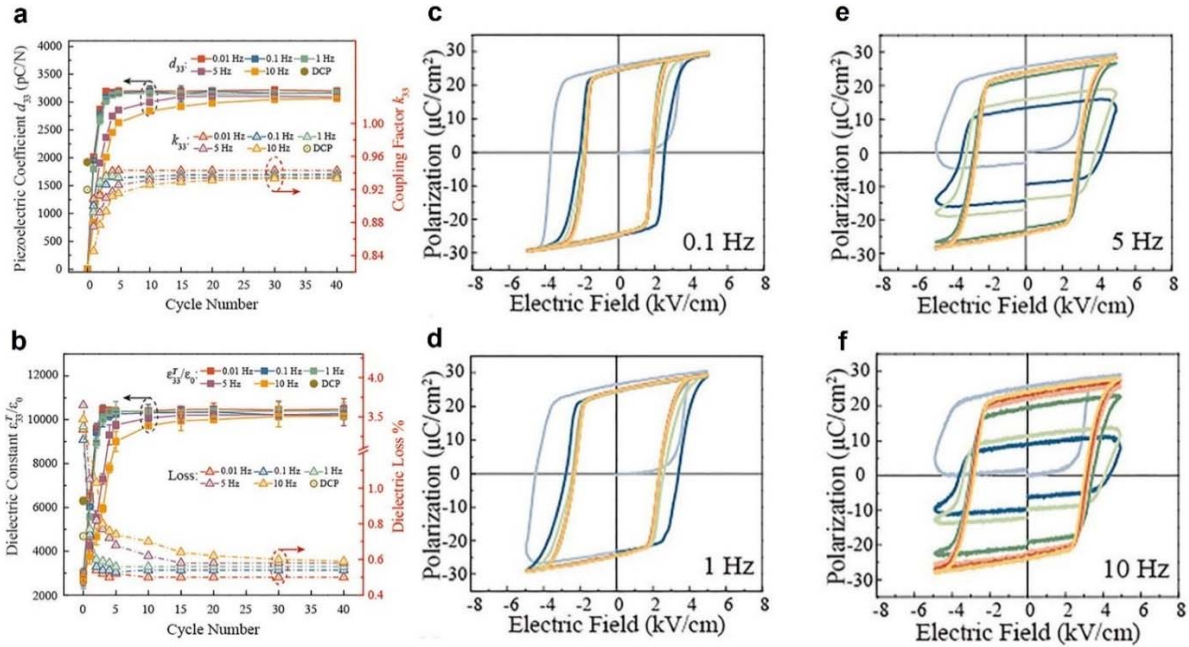 a
Piezoelectric Coefficient d33 (pC/N)
4000
3500
3000
2500
2000
1500
1000
500
0
d33: 0.01 Hz 0.1 Hz 1 Hz
5 Hz 10 Hz DCP
k33: 0.01 Hz 0.1 Hz 1 Hz
5 Hz 10 Hz DCP
1.00
0.96
0.92
0.88
0.84
Coupling Factor k33
0 5 10 15 20 25 30 35 40
Cycle Number
c
Polarization (μC/cm²)
30
20
10
0
-10
-20
-30
0.1 Hz
-6 -4 -2 0 2 4 6 8
Electric Field (kV/cm)
e
Polarization (μC/cm²)
30
20
10
0
-10
-20
-30
5 Hz
-8 -6 -4 -2 0 2 4 6 8
Electric Field (kV/cm)
b
Dielectric Constant ε33^T/ε0
12000
10000
8000
6000
4000
2000
ε33^T/ε0: 0.01 Hz 0.1 Hz 1 Hz
5 Hz 10 Hz DCP
Loss: 0.01 Hz 0.1 Hz 1 Hz
5 Hz 10 Hz DCP
4.0
3.5
1.0
0.8
0.6
0.4
Dielectric Loss %
0 5 10 15 20 25 30 35 40
Cycle Number
d
Polarization (μC/cm²)
30
20
10
0
-10
-20
-30
1 Hz
-6 -4 -2 0 2 4 6 8
Electric Field (kV/cm)
f
Polarization (μC/cm²)
30
20
10
0
-10
-20
-30
10 Hz
-8 -6 -4 -2 0 2 4 6 8
Electric Field (kV/cm)